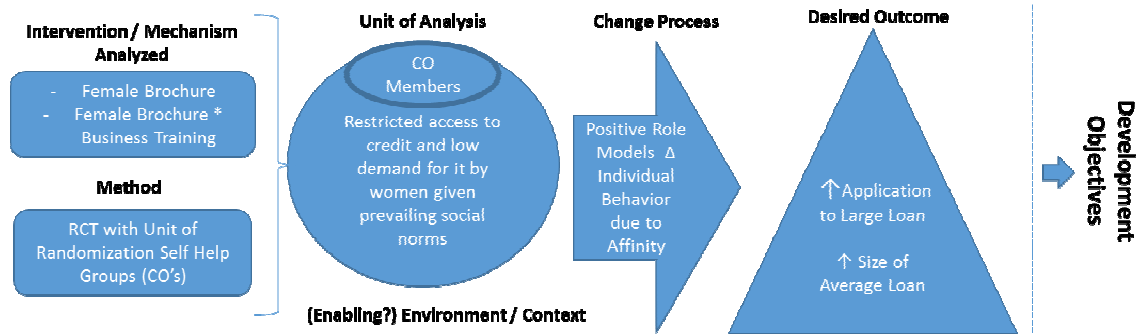 Intervention / Mechanism
Analyzed
- Female Brochure
- Female Brochure *
Business Training
Method
RCT with Unit of
Randomization Self Help
Groups (CO's)
Unit of Analysis
CO
Members
Restricted access to
credit and low
demand for it by
women given
prevailing social
norms
(Enabling?) Environment / Context
Change Process
Positive Role
Models Δ
Individual
Behavior
due to
Affinity
Desired Outcome
↑ Application
to Large Loan
↑ Size of
Average Loan
Development
Objectives